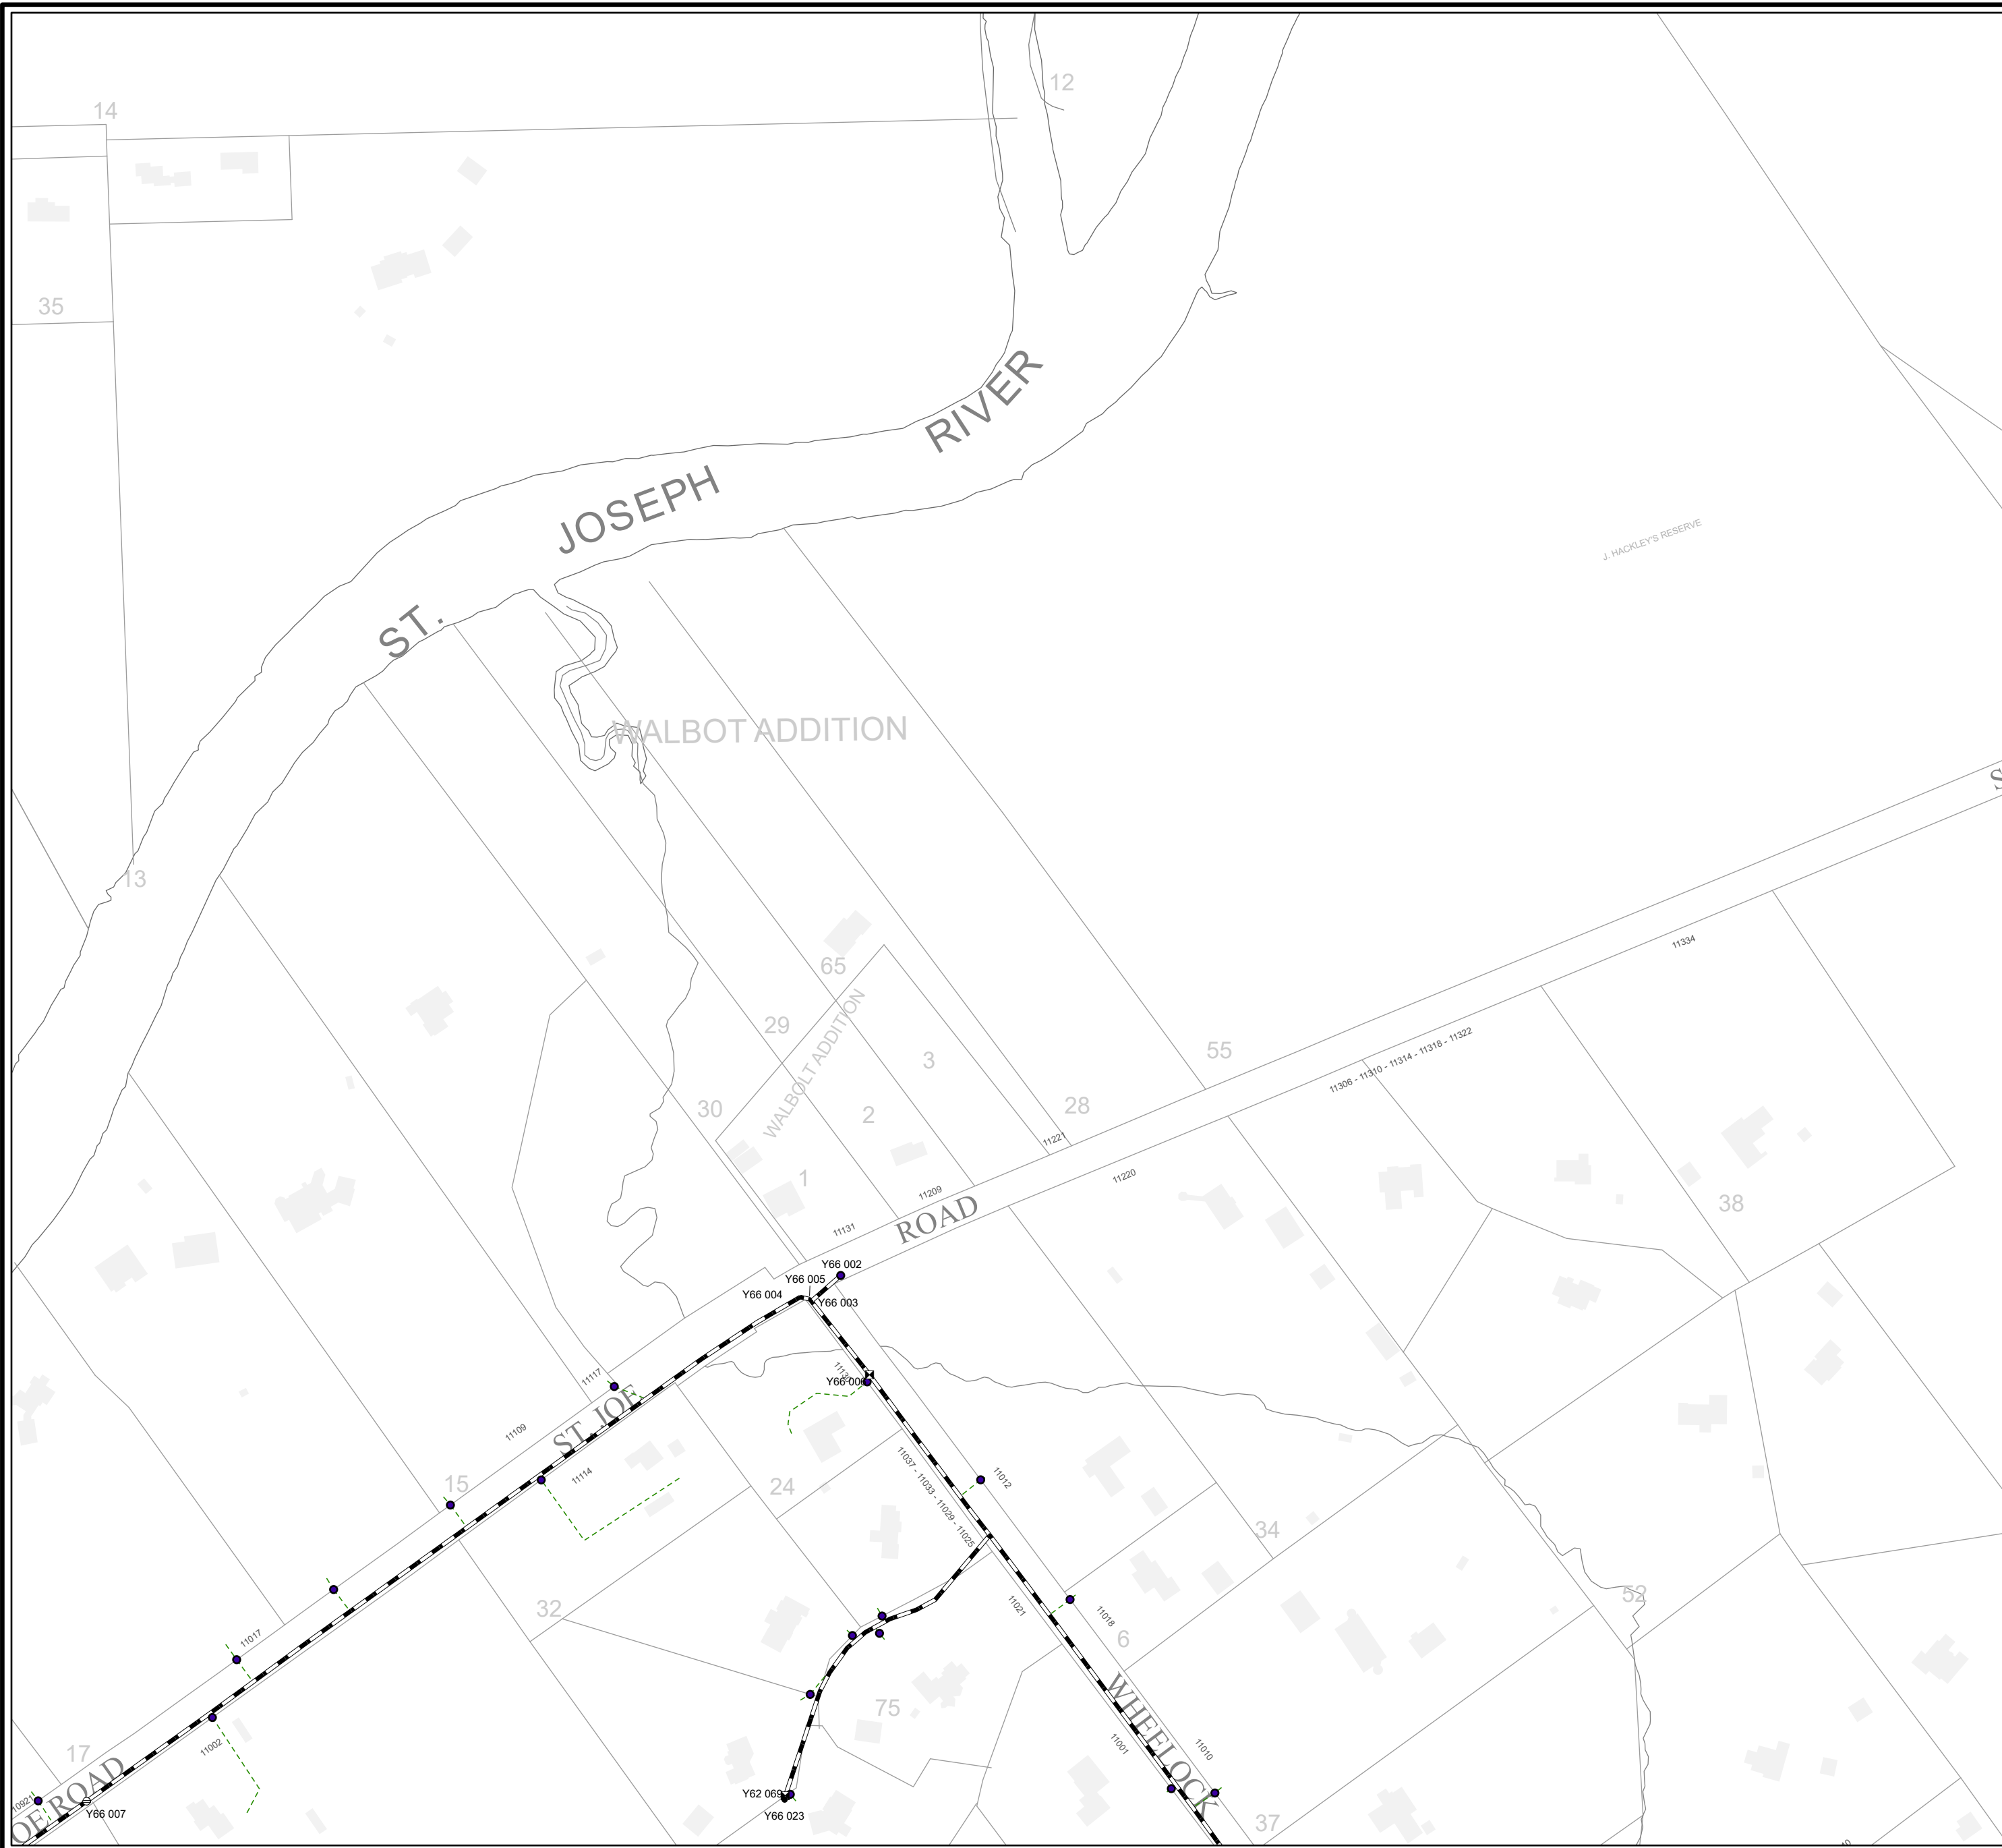 12
14
35
RIVER
JOSEPH
ST.
J. HACKLEY'S RESERVE
WALBOT ADDITION
S
13
11334
65
29
WALBOLT ADDITION
3
55
11306 - 11310 - 11314 - 11318 - 11322
30
2
28
11221
1
11220
11209
38
11131
ROAD
Y66 002
Y66 005
Y66 004
Y66 003
11117
Y66 006
ST. JOE
11109
15
11114
24
11037 - 11033 - 11029 - 11025
11012
34
32
11021
11018
52
6
11017
75
WHEELOCK
17
11002
11001
11010
Y62 069
OE ROAD
1092
Y66 007
Y66 023
37